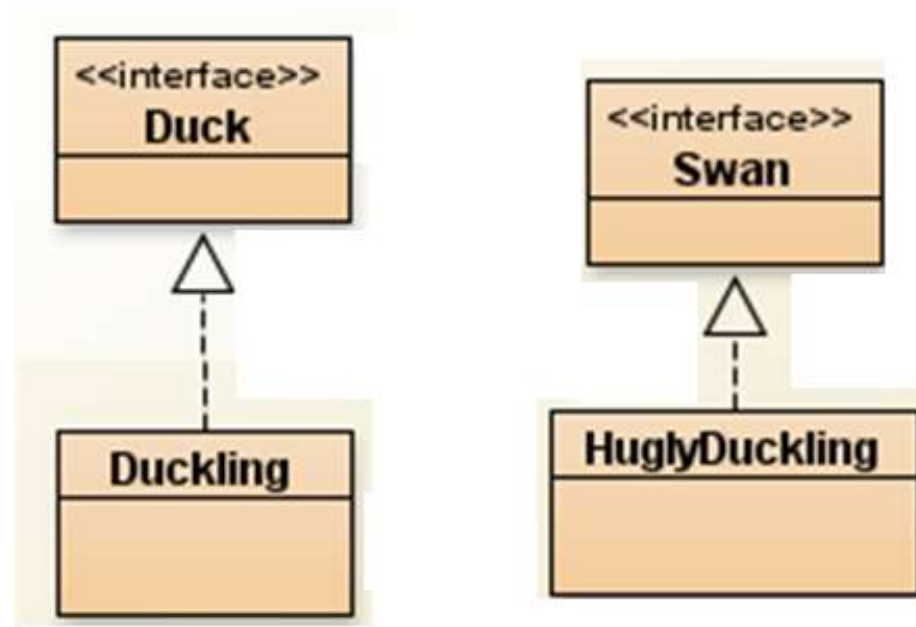 <<interface>>
Duck
Duckling
<<interface>>
Swan
HuglyDuckling